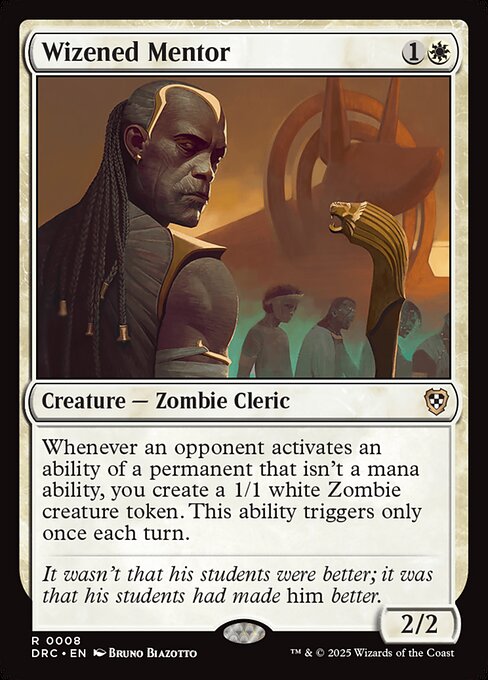 Wizened Mentor 1
Creature — Zombie Cleric
Whenever an opponent activates an
ability of a permanent that isn't a mana
ability, you create a 1/1 white Zombie
creature token. This ability triggers only
once each turn.
It wasn't that his students were better; it was
that his students had made him better.
2/2
R 0008
DRC • EN Bruno Biazotto
™ & © 2025 Wizards of the Coast